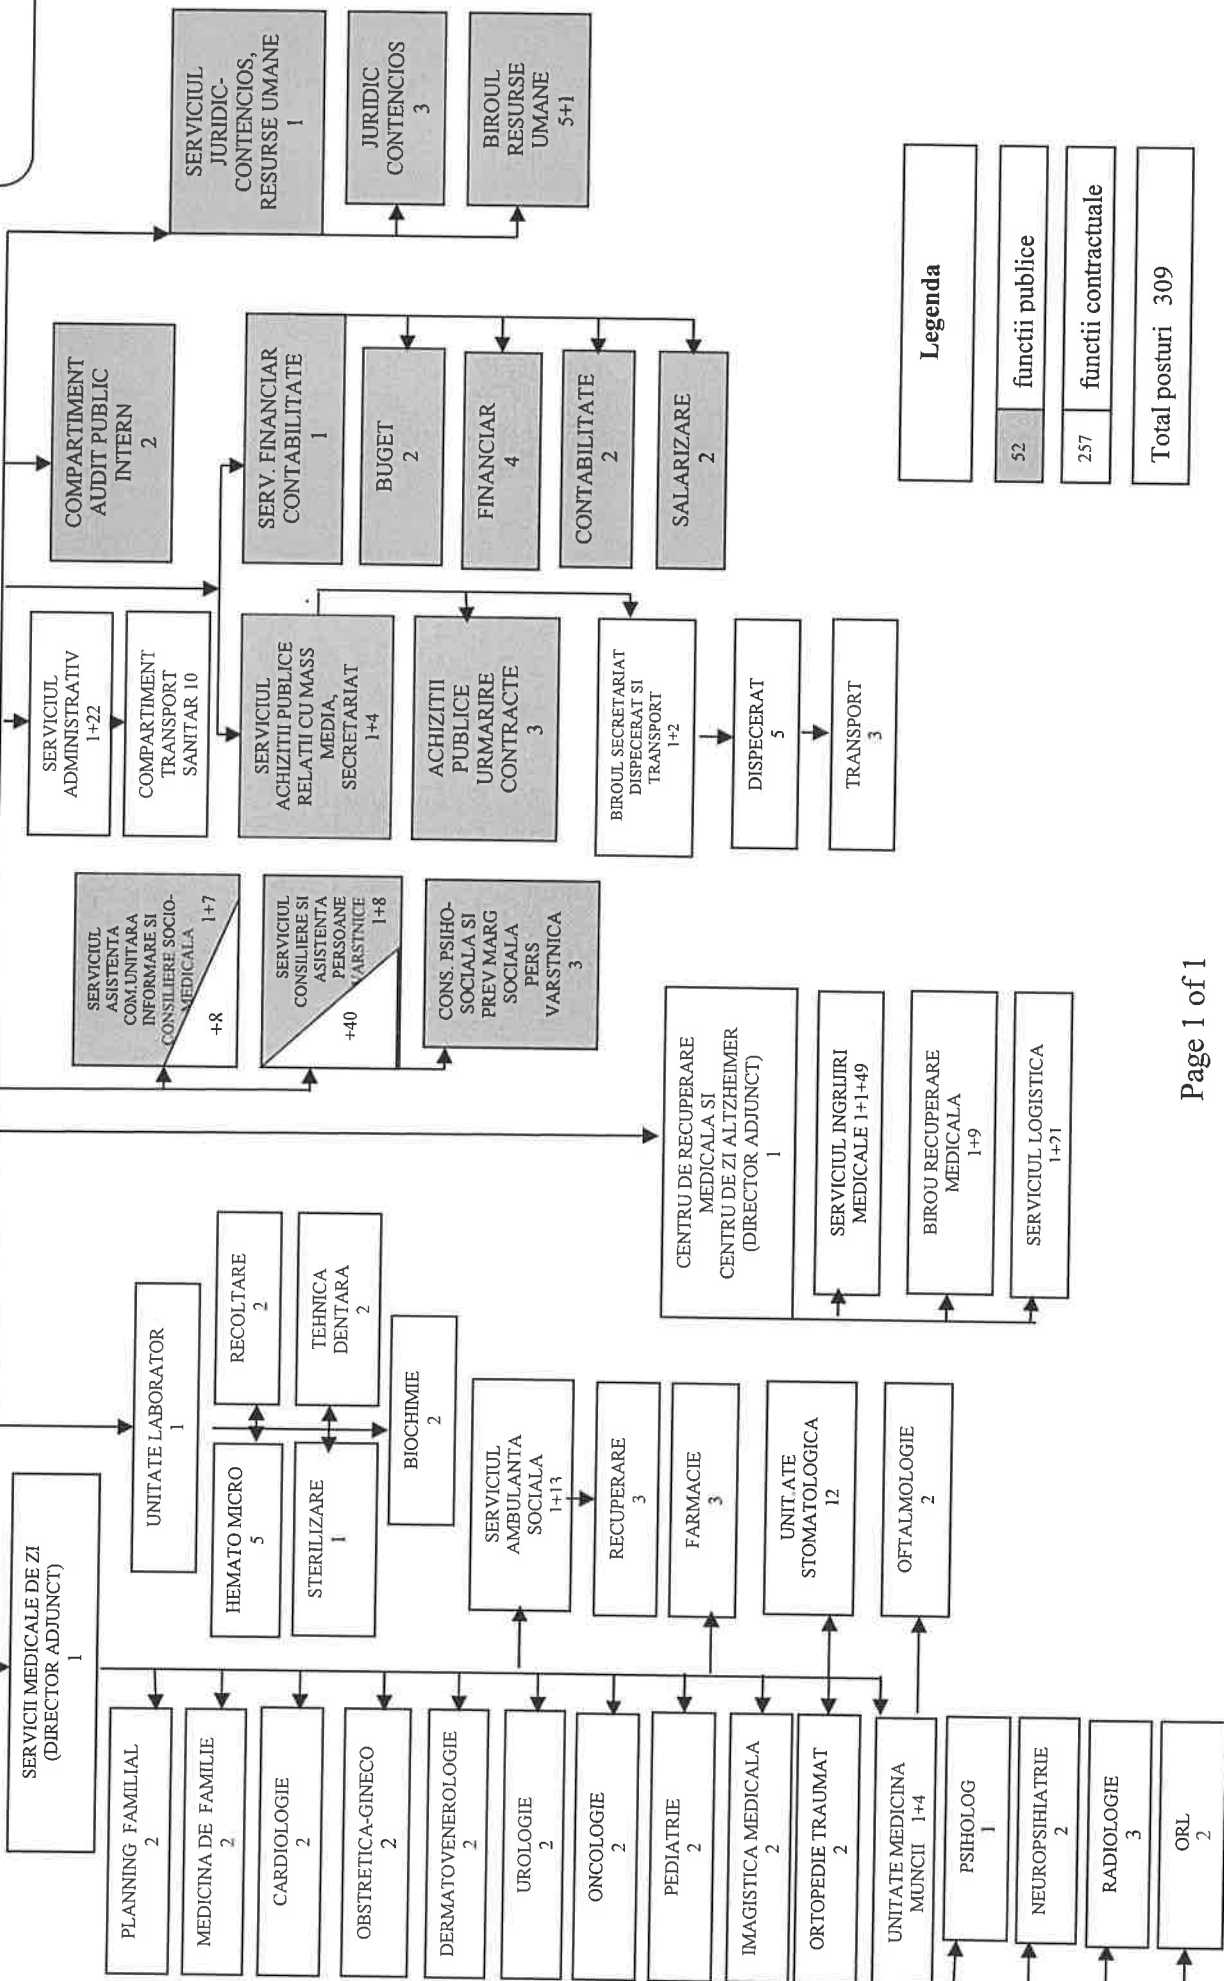 SERVICII MEDICALE DE ZI
(DIRECTOR ADJUNCT)
1
PLANNING FAMILIAL
2
MEDICINA DE FAMILIE
2
CARDIOLOGIE
2
OBSTRETICA-GINECO
2
DERMATOVENEROLOGIE
2
UROLOGIE
2
ONCOLOGIE
2
PEDIATRIE
2
IMAGISTICA MEDICALA
2
ORTOPEDIE TRAUMAT
2
UNITATE MEDICINA
MUNCII 1+4
PSIHOLOG
1
NEUROPSIHIATRIE
2
RADIOLOGIE
3
ORL
2
UNITATE LABORATOR
1
HEMATO MICRO
5
RECOLTARE
2
STERILIZARE
1
TEHNICA
DENTARA
2
BIOCHIMIE
2
SERVICIUL
AMBULANTA
SOCIALA
1+13
RECUPERARE
3
FARMACIE
3
UNITATE
STOMATOLOGICA
12
OFTALMOLOGIE
2
CENTRU DE RECUPERARE
MEDICALA SI
CENTRU DE ZI ALTZHEIMER
(DIRECTOR ADJUNCT)
1
SERVICIUL INGRIJIRI
MEDICALE 1+1+49
BIROU RECUPERARE
MEDICALA
1+9
SERVICIUL LOGISTICA
1+21
SERVICIUL
ASISTENTA
COMUNITARA
INFORMARE SI
CONSILIERE SOCIO-
MEDICALA 1+7
+8
SERVICIUL
CONSILIERE SI
ASISTENTA
PERSOANE
VARSTNICE
1+8
+40
CONS. PSIHO-
SOCIALA SI
PREV MARG
SOCIALA
PERS
VARSTNICA
3
SERVICIUL
ADMINISTRATIV
1+22
COMPARTIMENT
TRANSPORT
SANITAR 10
SERVICIUL
ACHIZITII PUBLICE
RELATII CU MASS
MEDIA,
SECRETARIAT
1+4
ACHIZITII
PUBLICE
URMARIRE
CONTRACTE
3
BIROUL SECRETARIAT
DISPECERAT SI
TRANSPORT
1+2
DISPECERAT
5
TRANSPORT
3
COMPARTIMENT
AUDIT PUBLIC
INTERN
2
SERV. FINANCIAR
CONTABILITATE
1
BUGET
2
FINANCIAR
4
CONTABILITATE
2
SALARIZARE
2
SERVICIUL
JURIDIC-
CONTENCIOS,
RESURSE UMANE
1
JURIDIC
CONTENCIOS
3
BIROUL
RESURSE
UMANE
5+1
Legenda
52 functii publice
257 functii contractuale
Total posturi 309
Page 1 of 1